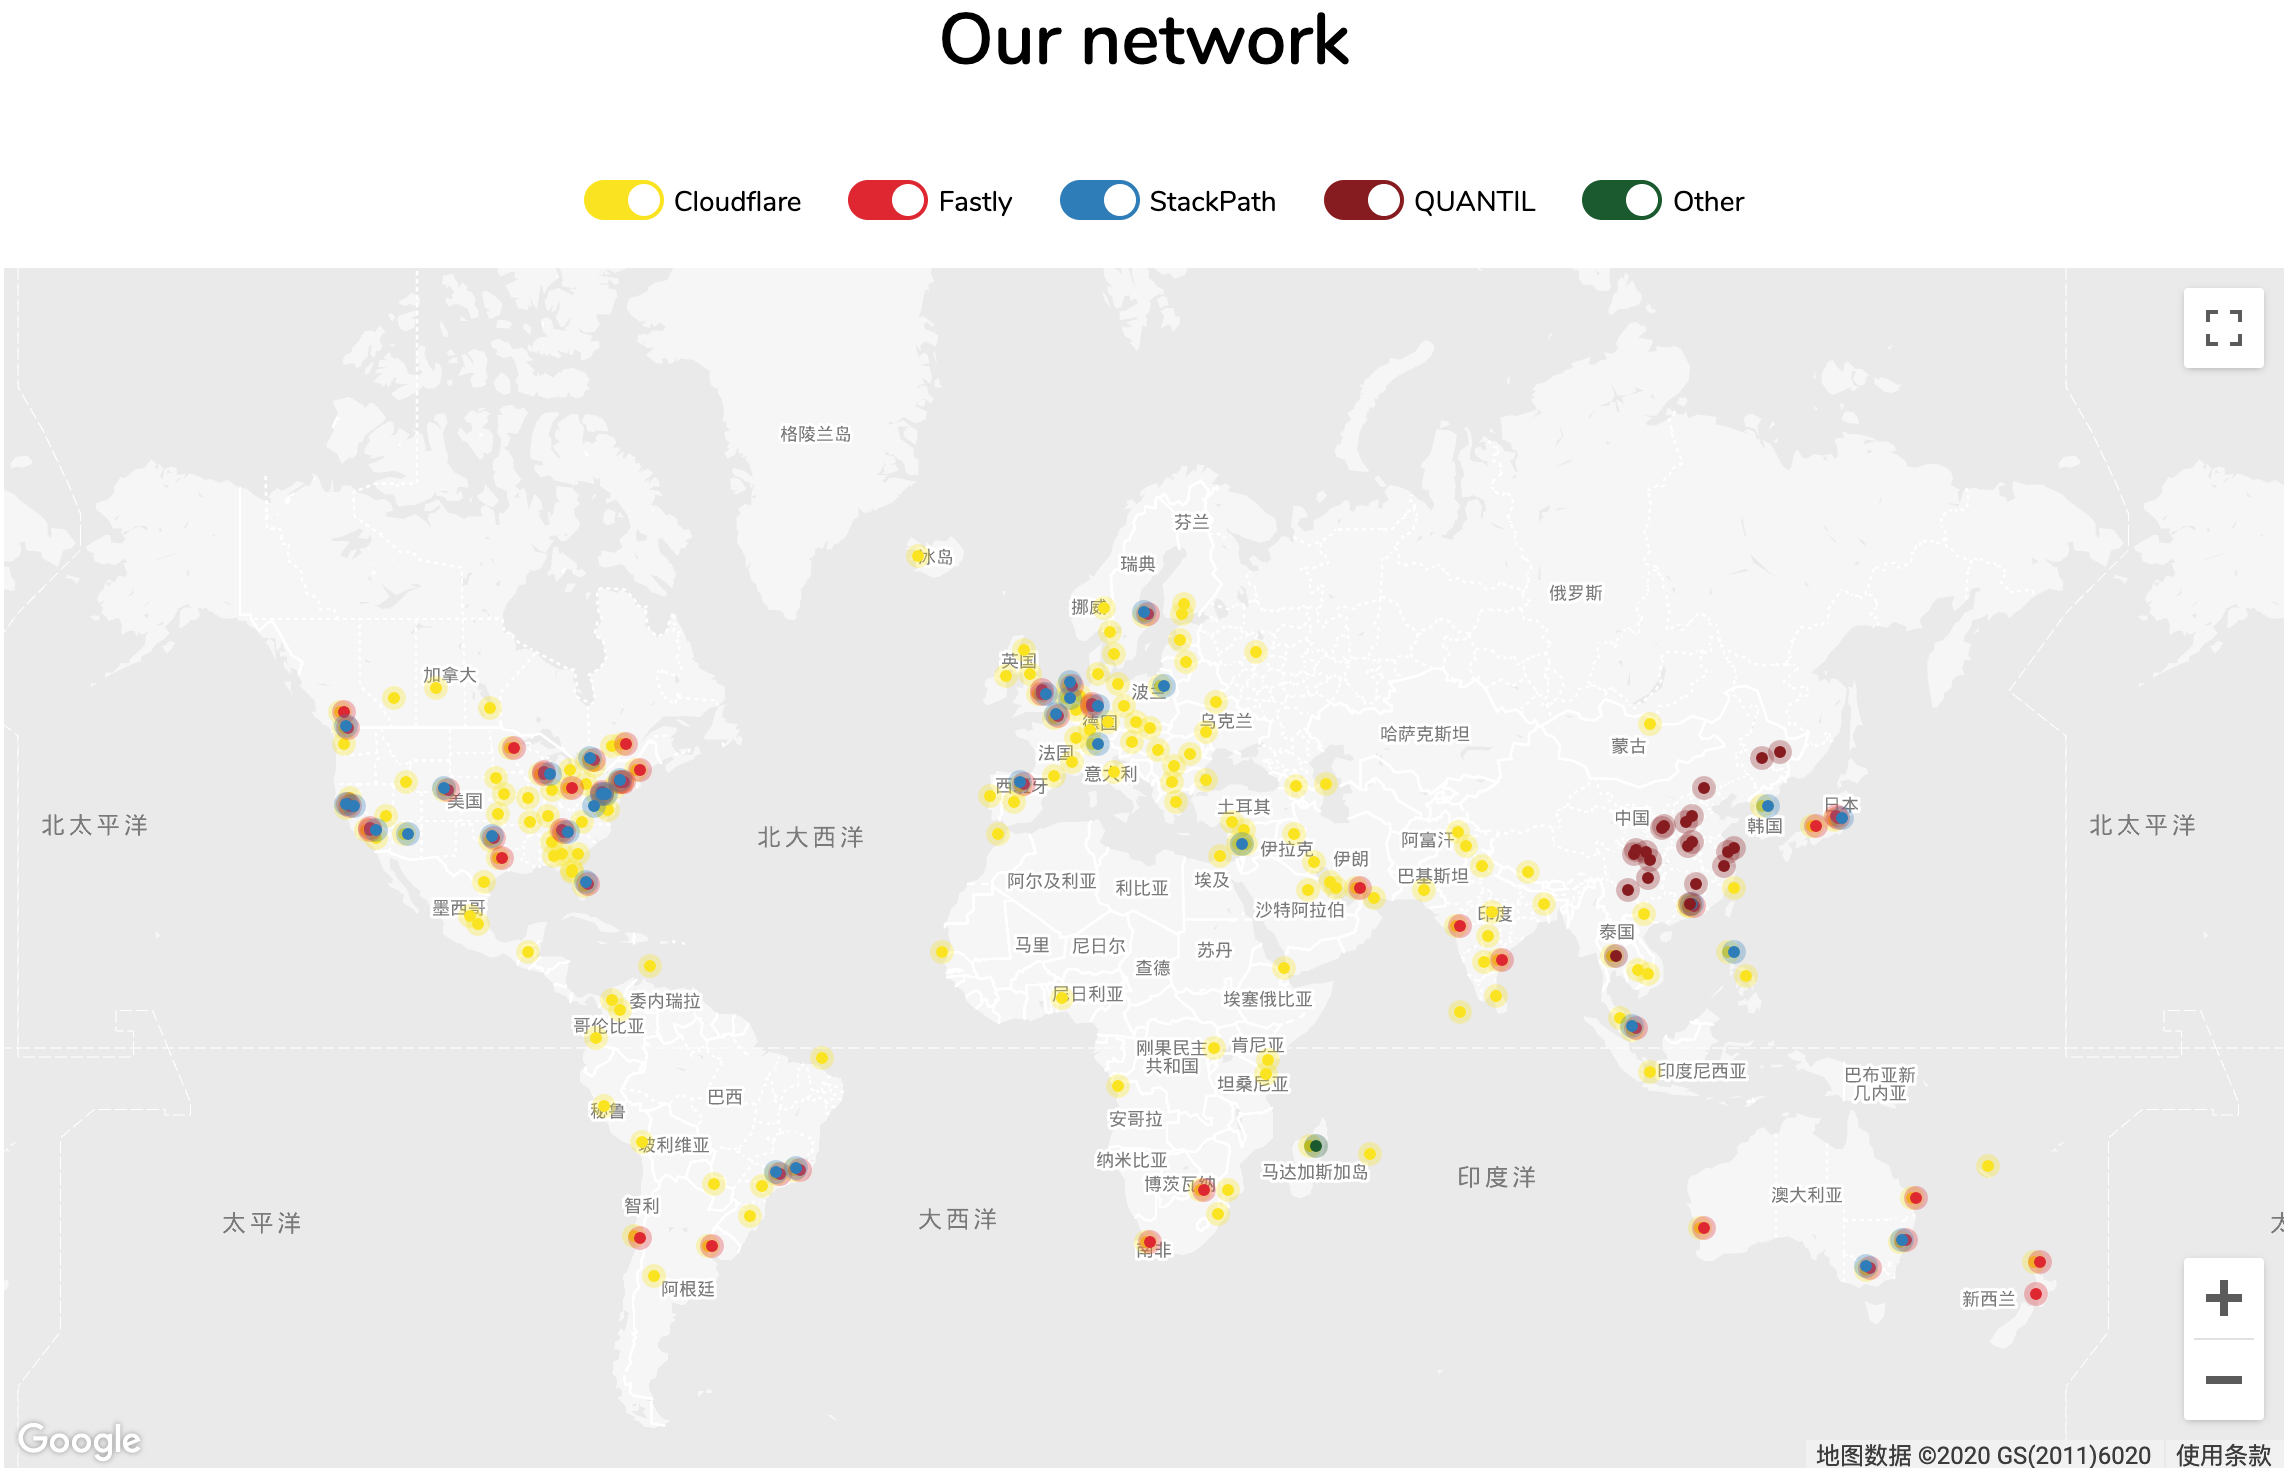 Our network
Cloudflare
Fastly
StackPath
QUANTIL
Other
格陵兰岛
芬兰
冰岛
瑞典
俄罗斯
挪威
英国
加拿大
波兰
德国
乌克兰
哈萨克斯坦
蒙古
法国
意大利
西班牙
美国
土耳其
日本
中国
韩国
北太平洋
北大西洋
北太平洋
阿富汗
伊拉克
伊朗
巴基斯坦
阿尔及利亚
利比亚
埃及
墨西哥
沙特阿拉伯
印度
泰国
马里
尼日尔
苏丹
查德
委内瑞拉
尼日利亚
埃塞俄比亚
哥伦比亚
刚果民主
共和国
肯尼亚
印度尼西亚
坦桑尼亚
巴布亚新
几内亚
巴西
秘鲁
安哥拉
玻利维亚
纳米比亚
马达加斯加岛
印度洋
博茨瓦纳
澳大利亚
智利
太平洋
大西洋
太
南非
阿根廷
新西兰
Google
地图数据 ©2020 GS(2011)6020
使用条款